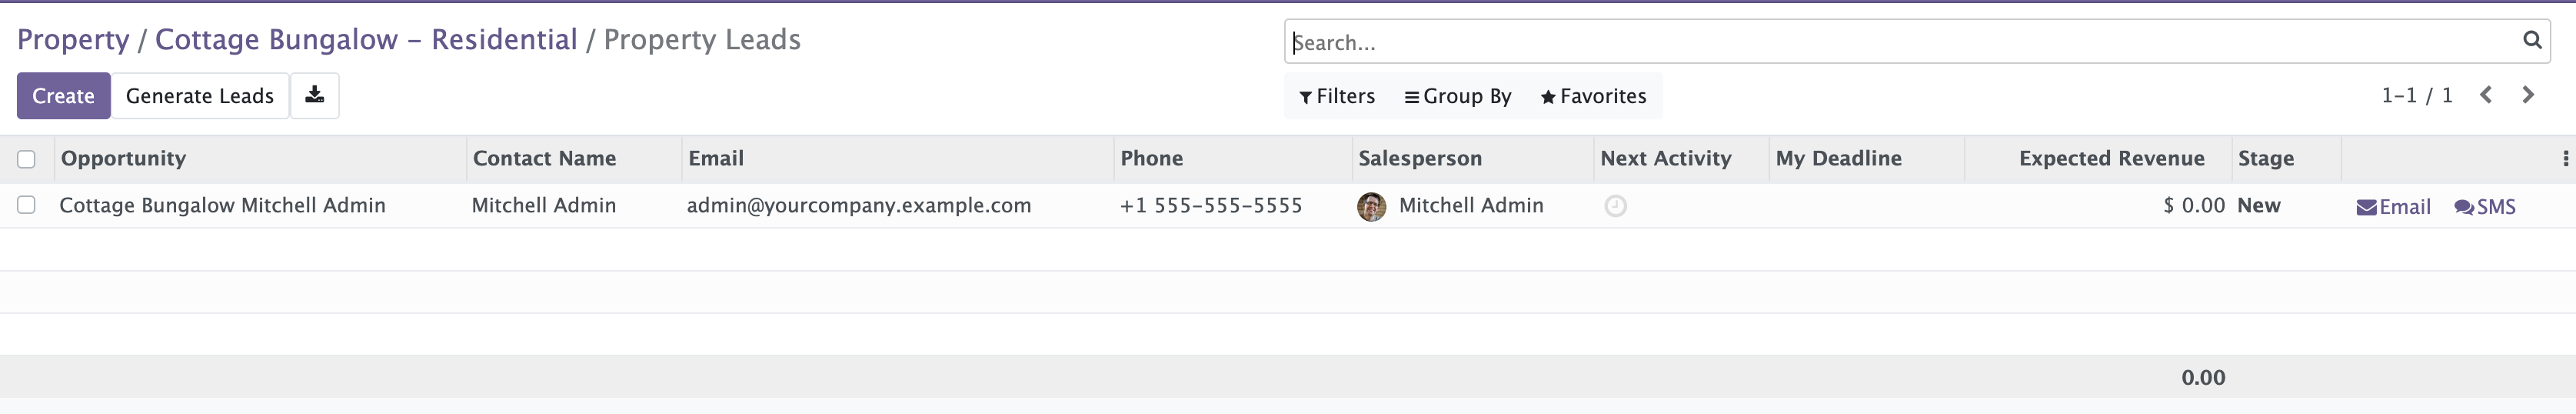 Property / Cottage Bungalow – Residential / Property Leads
Search...
Create Generate Leads
Filters Group By Favorites
1-1 / 1
Opportunity Contact Name Email Phone Salesperson Next Activity My Deadline Expected Revenue Stage
Cottage Bungalow Mitchell Admin Mitchell Admin admin@yourcompany.example.com +1 555-555-5555 Mitchell Admin $ 0.00 New Email SMS
0.00